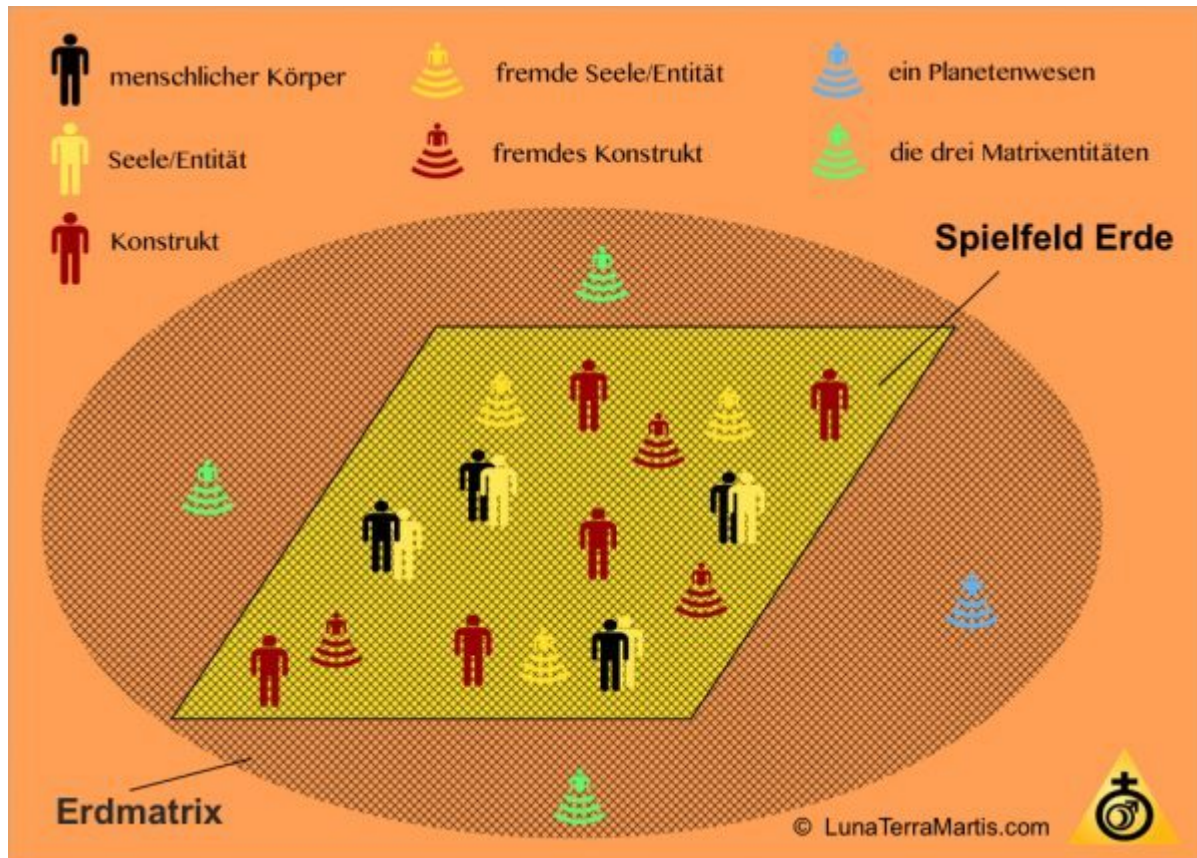 menschlicher Körper
fremde Seele/Entität
ein Planetenwesen
Seele/Entität
fremdes Konstrukt
die drei Matrixentitäten
Konstrukt
Spielfeld Erde
Erdmatrix
© LunaTerraMartis.com